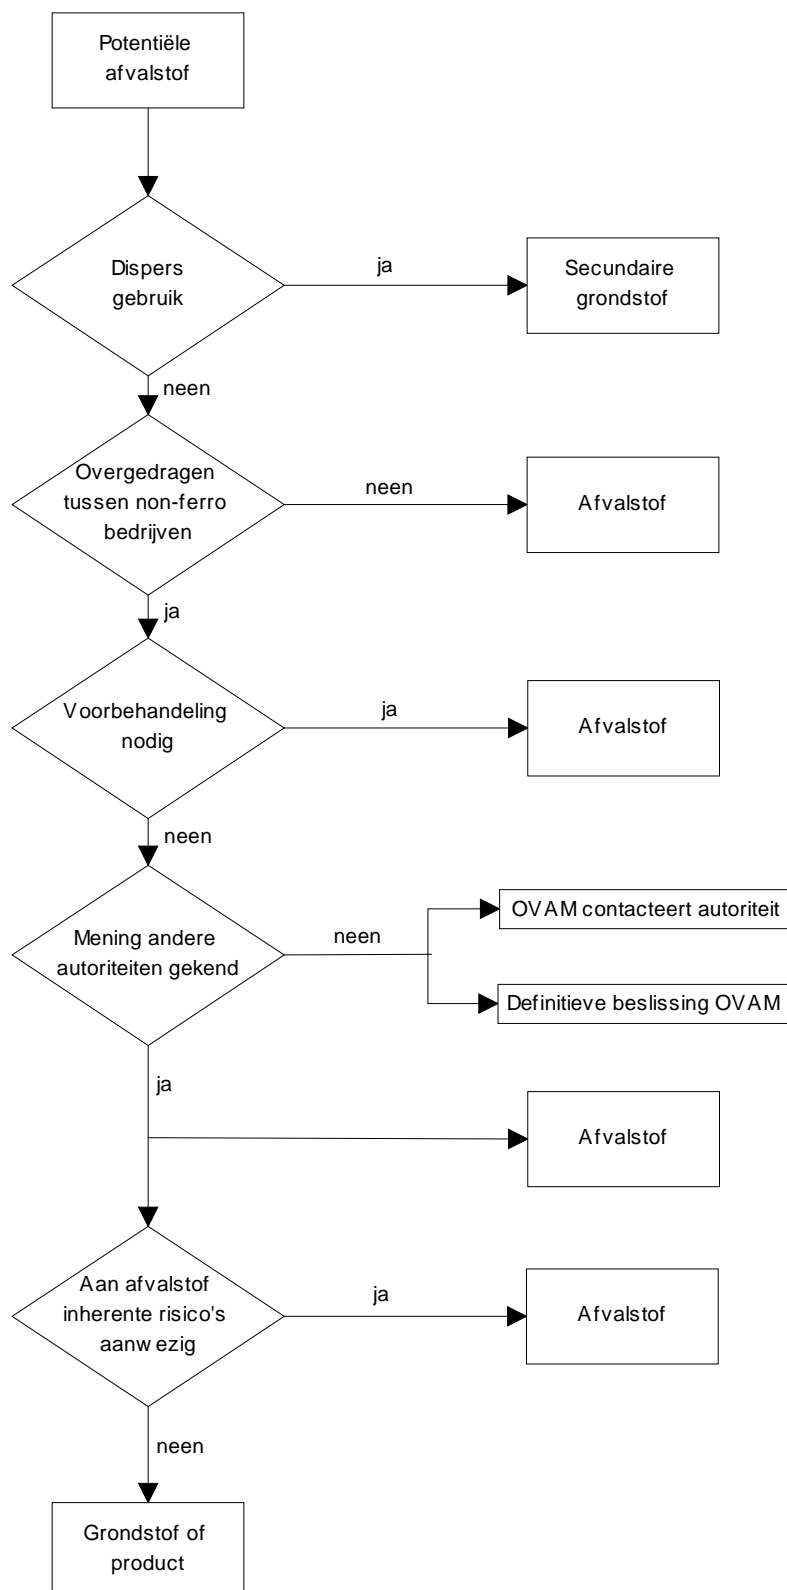 Potentiële
afvalstof
Dispers
gebruik
ja
Secundaire
grondstof
neen
Overgedragen
tussen non-ferro
bedrijven
neen
Afvalstof
ja
Voorbehandeling
nodig
ja
Afvalstof
neen
Mening andere
autoriteiten gekend
neen
OVAM contacteert autoriteit
Definitieve beslissing OVAM
ja
Afvalstof
Aan afvalstof
inherente risico's
aanwezig
ja
Afvalstof
neen
Grondstof of
product